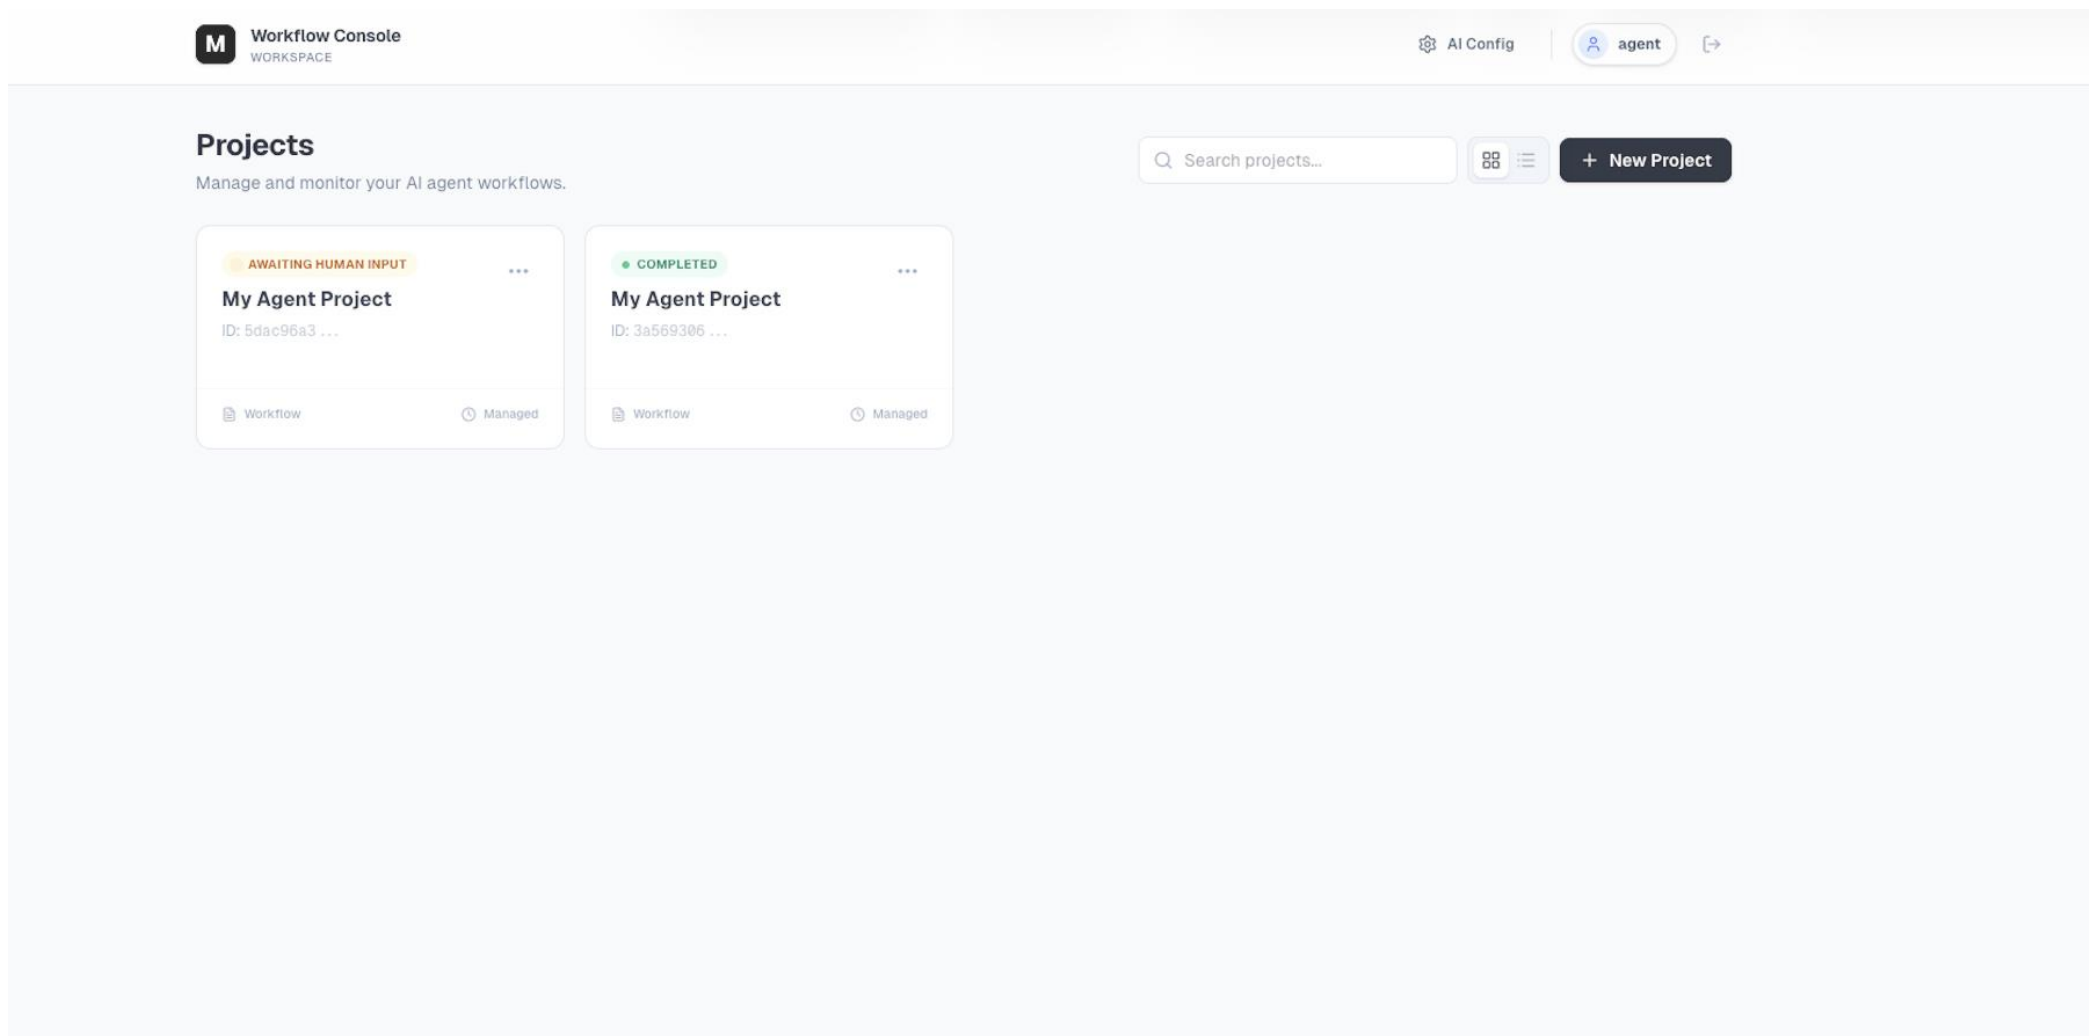 M
Workflow Console
WORKSPACE
AI Config
agent
Projects
Manage and monitor your AI agent workflows.
Search projects...
New Project
AWAITING HUMAN INPUT
My Agent Project
ID: 5dac96a3 ...
Workflow
Managed
COMPLETED
My Agent Project
ID: 3a569306 ...
Workflow
Managed